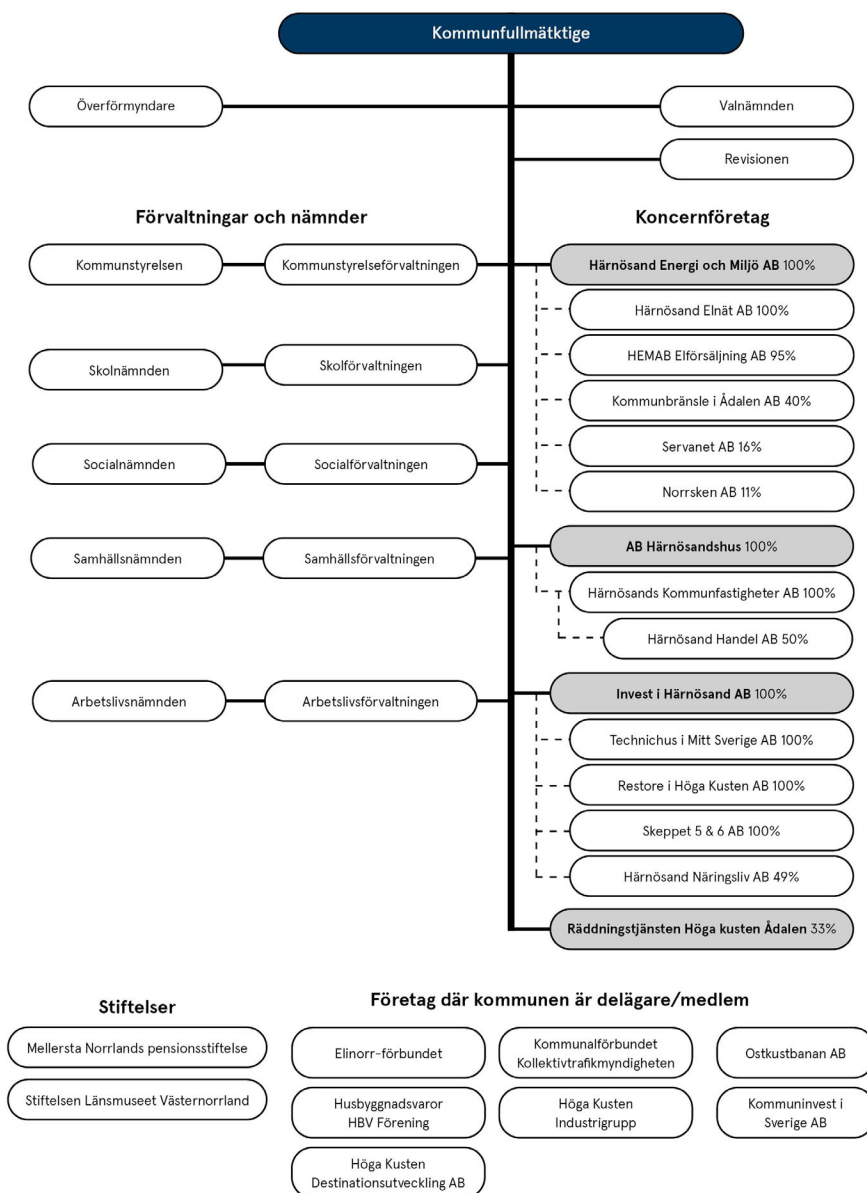 Kommunfullmätktige
Överförmyndare
Valnämnden
Revisionen
Förvaltningar och nämnder
Koncernföretag
Kommunstyrelsen
Kommunstyrelseförvaltningen
Härnösand Energi och Miljö AB 100%
Härnösand Elnät AB 100%
HEMAB Elförsäljning AB 95%
Skolnämnden
Skolförvaltningen
Kommunbränsle i Ådalen AB 40%
Servanet AB 16%
Socialnämnden
Socialförvaltningen
Norrsken AB 11%
Samhällsnämnden
Samhällsförvaltningen
AB Härnösandshus 100%
Härnösands Kommunfastigheter AB 100%
Härnösand Handel AB 50%
Arbetslivsnämnden
Arbetslivsförvaltningen
Invest i Härnösand AB 100%
Technichus i Mitt Sverige AB 100%
Restore i Höga Kusten AB 100%
Skeppet 5 & 6 AB 100%
Härnösand Näringsliv AB 49%
Räddningstjänsten Höga kusten Ådalen 33%
Stiftelser
Mellersta Norrlands pensionsstiftelse
Stiftelsen Länsmuseet Västernorrland
Företag där kommunen är delägare/medlem
Elinorr-förbundet
Kommunalförbundet
Kollektivtrafikmyndigheten
Ostkustbanan AB
Husbyggnadsvaror
HBV Förening
Höga Kusten
Industrigrupp
Kommuninvest i
Sverige AB
Höga Kusten
Destinationsutveckling AB